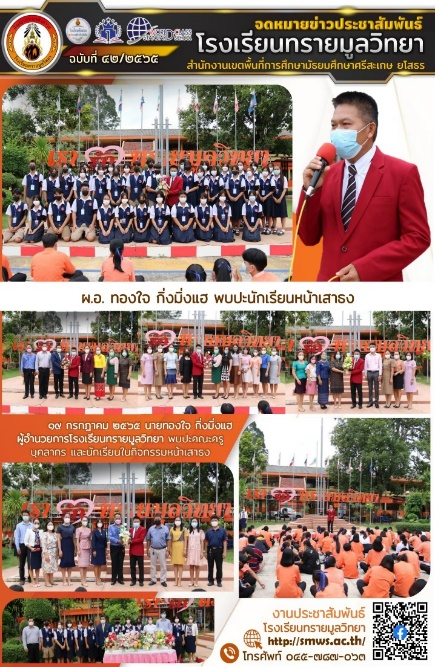 จดหมายข่าวประชาสัมพันธ์
โรงเรียนทรายมูลวิทยา
สำนักงานเขตพื้นที่การศึกษามัธยมศึกษาศรีสะเกษ ยโสธร
ฉบับที่ ๔๒/๒๕๖๕
ผ.อ. ทองใจ กิ่งมิ่งแฮ พบปะนักเรียนหน้าเสาธง
๑๙ กรกฎาคม ๒๕๖๕ นายทองใจ กิ่งมิ่งแฮ
ผู้อำนวยการโรงเรียนทรายมูลวิทยา พบปะคณะครู
บุคลากร และนักเรียนในกิจกรรมหน้าเสาธง
งานประชาสัมพันธ์
โรงเรียนทรายมูลวิทยา
http://smws.ac.th/
โทรศัพท์ ๐๔๕-๗๘๗-๐๖๓